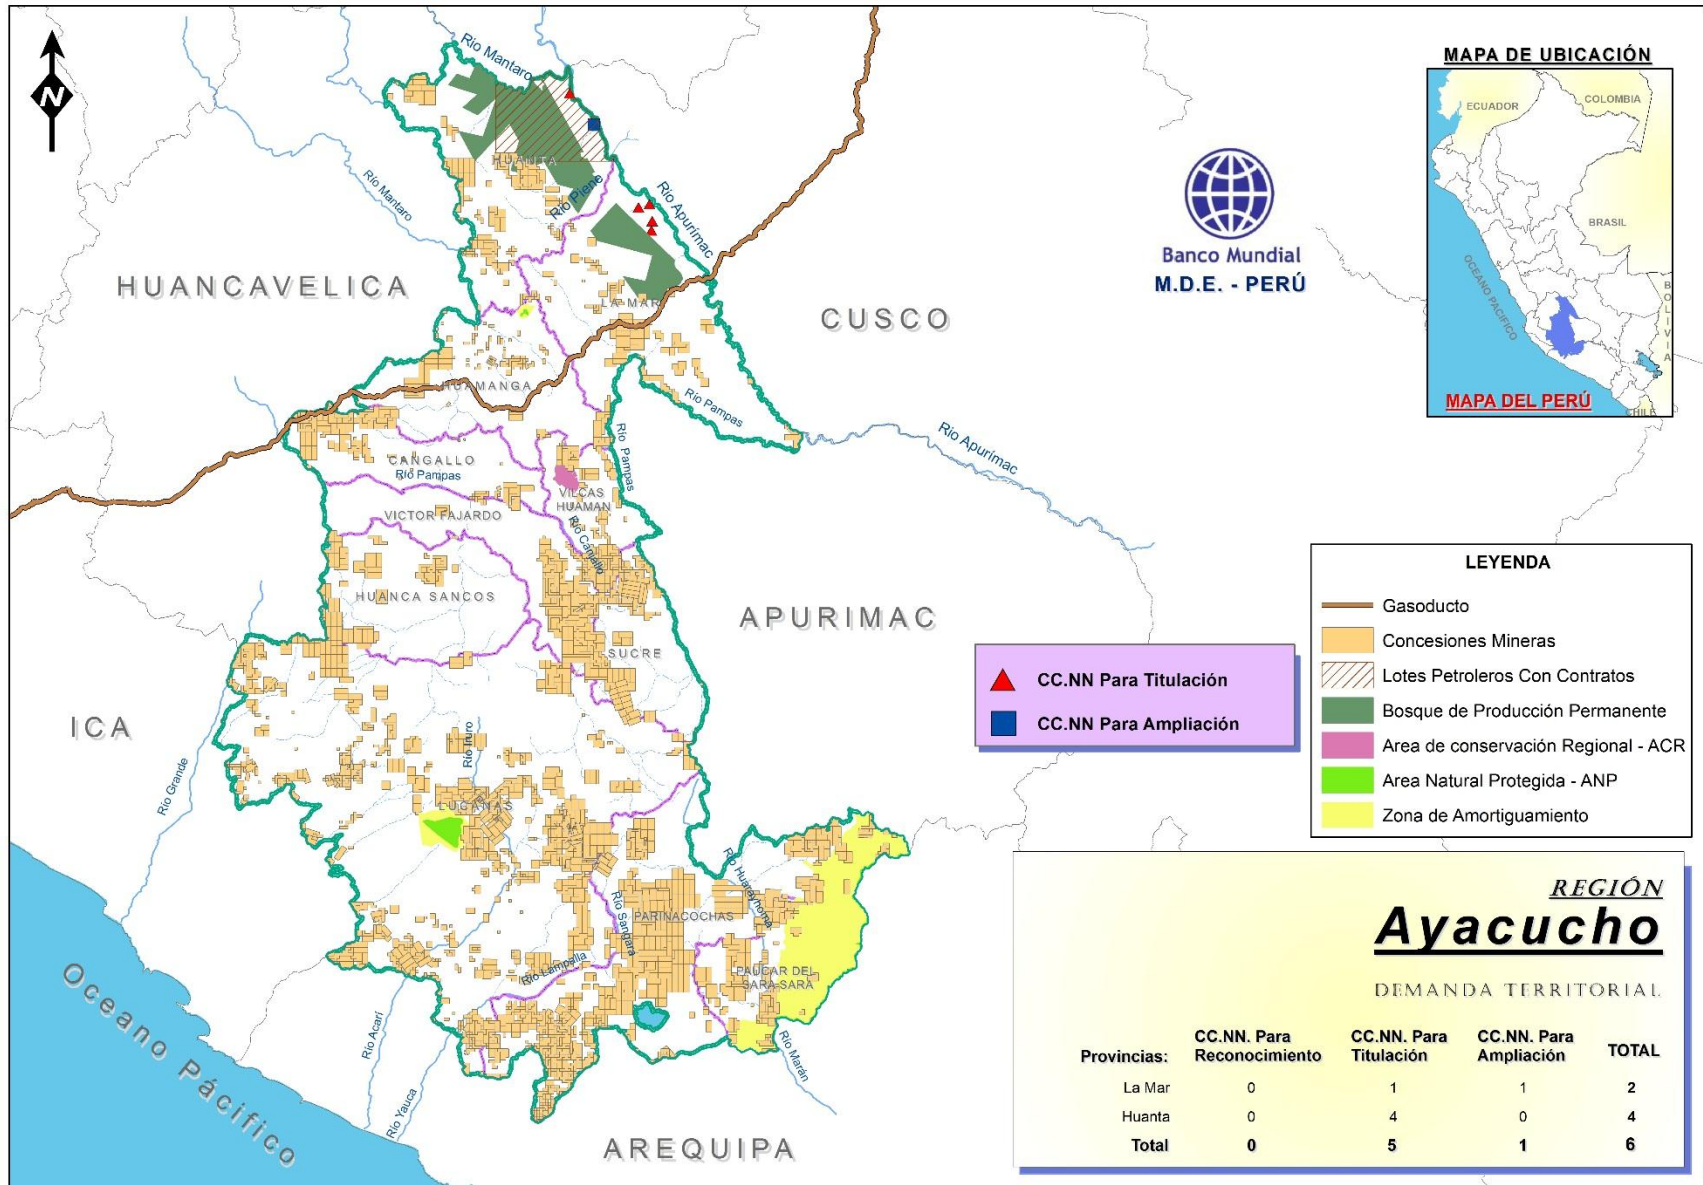 N
Río Mantaro
Río Mantaro
HUANTA
Río Piene
Río Apurímac
HUANCAVELICA
LA MAR
CUSCO
HUAMANGA
Río Pampas
Río Apurímac
CANGALLO
Río Pampas
Río Pampas
VILCAS
HUAMAN
VICTOR FAJARDO
Río Cangallo
HUANCA SANCOS
APURIMAC
SUCRE
ICA
Río Grande
Río Iruro
LUCANAS
Río Huarayhoma
PARINACOCHAS
Río Sangara
PAUCAR DEL
SARA SARA
Río Lampalla
Río Acarí
Río Yauca
Río Marán
Oceano Pácifico
AREQUIPA
Banco Mundial
M.D.E. - PERÚ
MAPA DE UBICACIÓN
ECUADOR
COLOMBIA
BRASIL
OCEANO PACIFICO
BOLIVIA
CHILE
MAPA DEL PERÚ
CC.NN Para Titulación
CC.NN Para Ampliación
LEYENDA
Gasoducto
Concesiones Mineras
Lotes Petroleros Con Contratos
Bosque de Producción Permanente
Area de conservación Regional - ACR
Area Natural Protegida - ANP
Zona de Amortiguamiento
REGIÓN
Ayacucho
DEMANDA TERRITORIAL
Provincias: CC.NN. Para Reconocimiento CC.NN. Para Titulación CC.NN. Para Ampliación TOTAL
La Mar 0 1 1 2
Huanta 0 4 0 4
Total 0 5 1 6